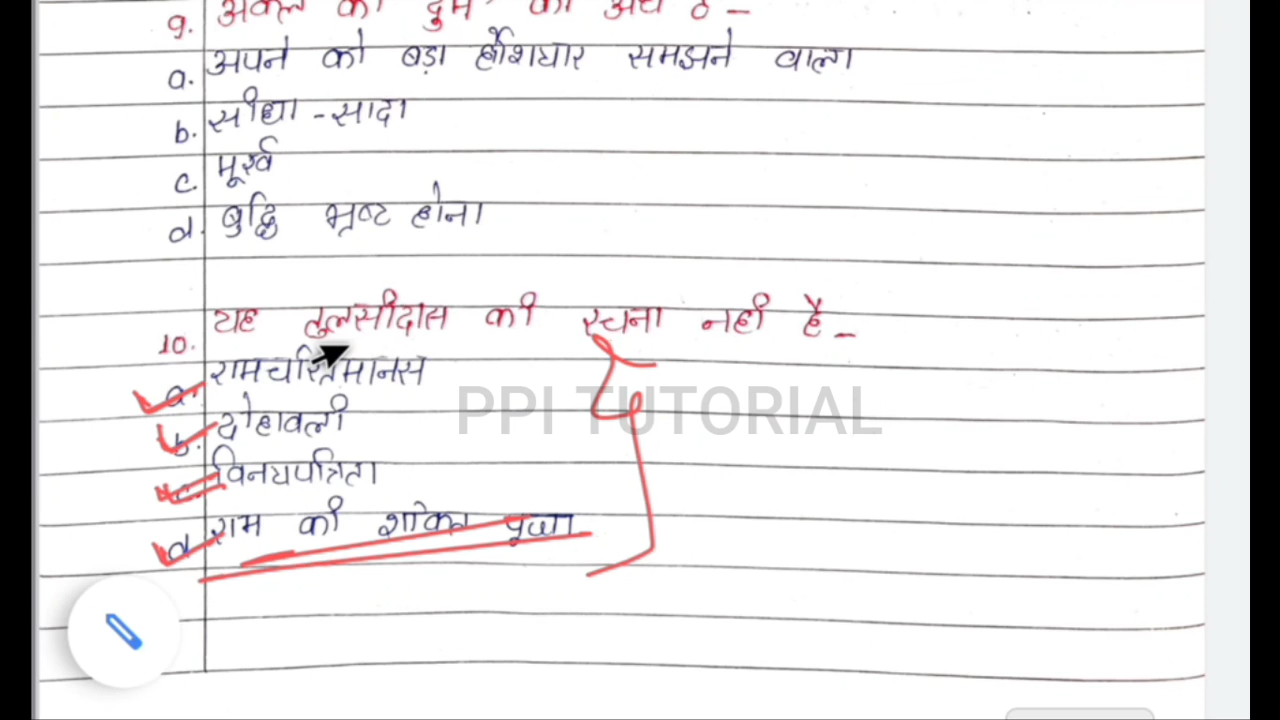 9. अक्ल की दुम का अर्थ है -
a. अपने को बड़ा होशियार समझने वाला
b. सीधा - सादा
c. मूर्ख
d. बुद्धि भृष्ट होना
10. यह तुलसीदास की रचना नहीं है -
a. रामचरितमानस
b. दोहावली
c. विनयपत्रिता
d. राम की शक्ति पूजा
PPI TUTORIAL